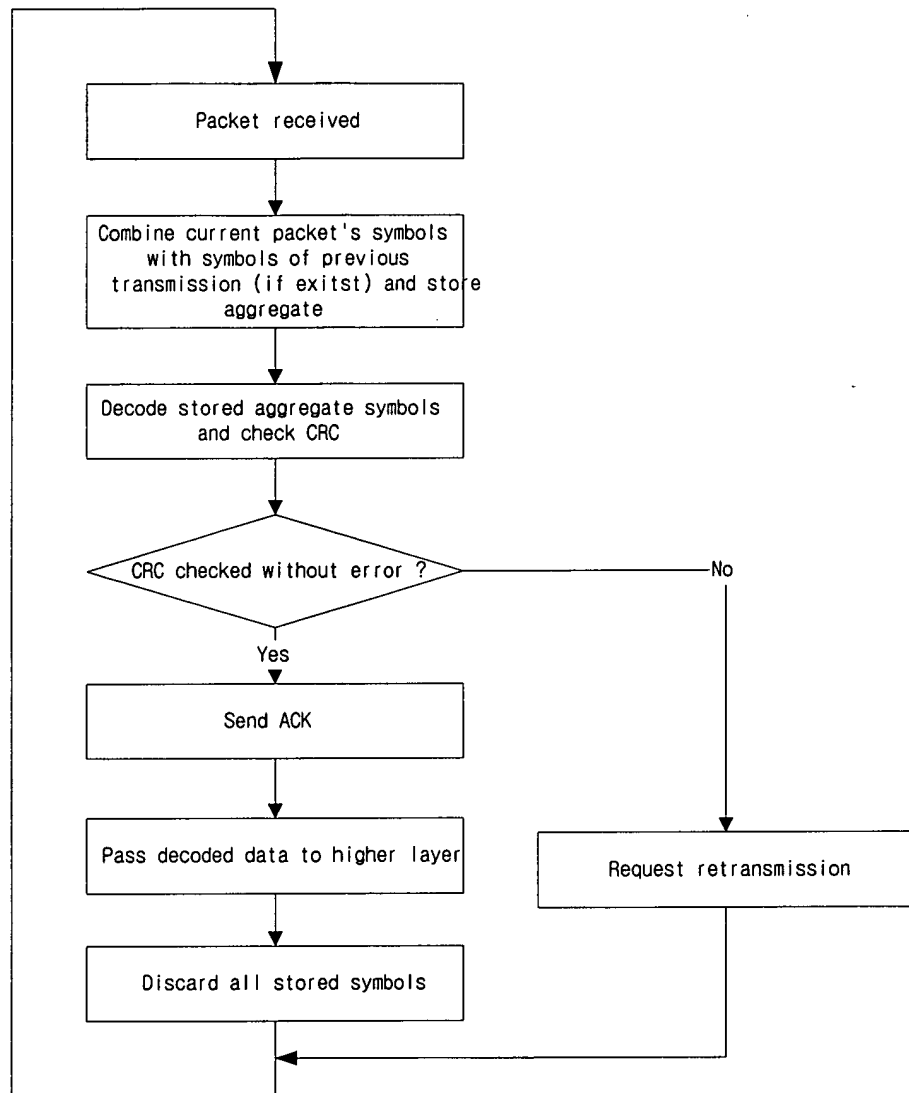 Packet received
Combine current packet's symbols
with symbols of previous
transmission (if exitst) and store
aggregate
Decode stored aggregate symbols
and check CRC
CRC checked without error ?
No
Yes
Send ACK
Pass decoded data to higher layer
Request retransmission
Discard all stored symbols